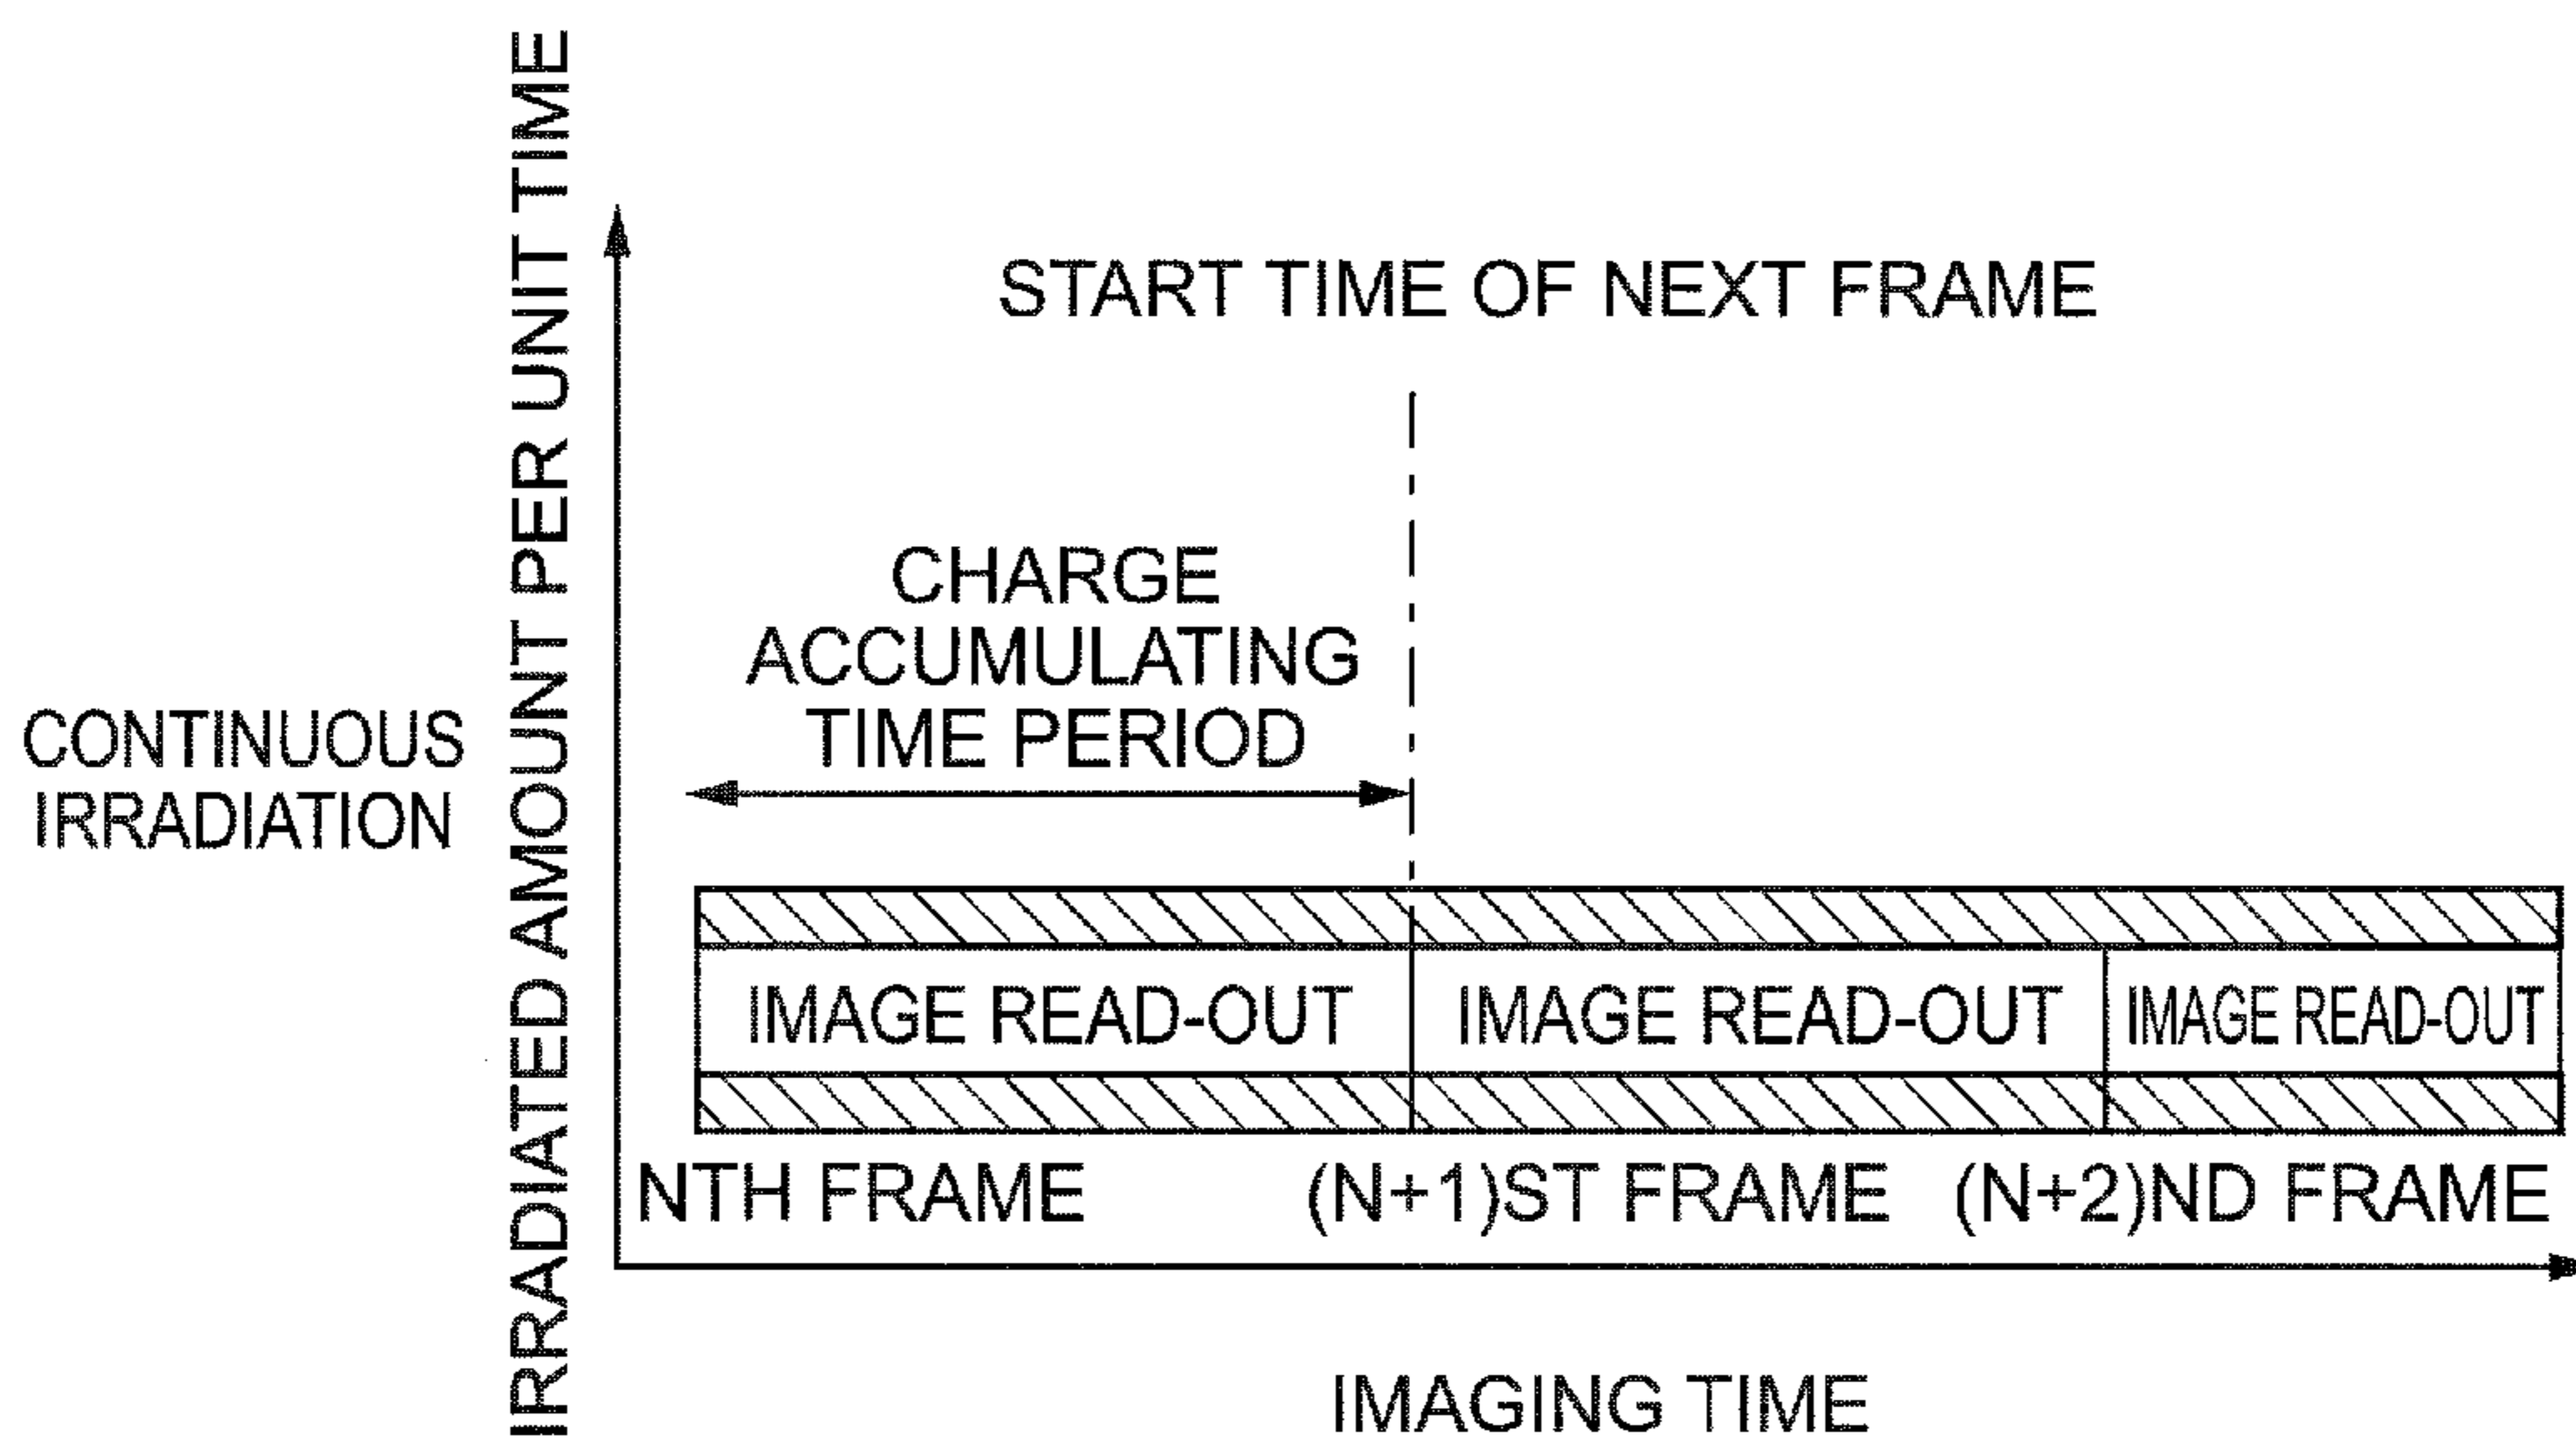 IRRADIATED AMOUNT PER UNIT TIME
CONTINUOUS
IRRADIATION
START TIME OF NEXT FRAME
CHARGE
ACCUMULATING
TIME PERIOD
IMAGE READ-OUT
IMAGE READ-OUT
IMAGE READ-OUT
NTH FRAME
(N+1)ST FRAME
(N+2)ND FRAME
IMAGING TIME